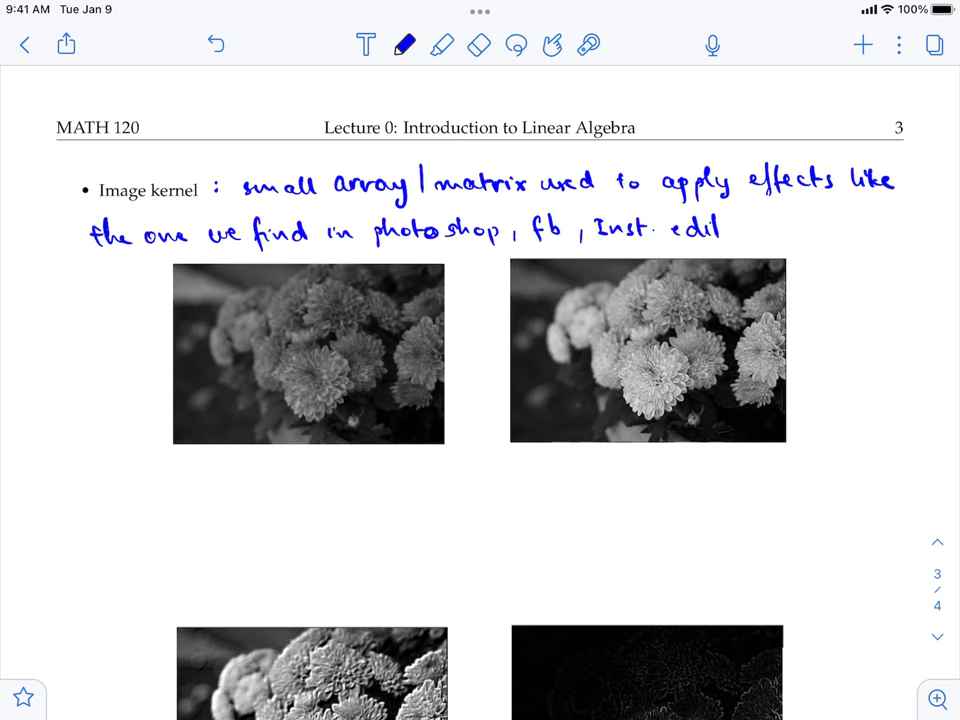 9:41 AM Tue Jan 9 100%
MATH 120 Lecture 0: Introduction to Linear Algebra 3
• Image kernel : small array/matrix used to apply effects like
the one we find in photoshop, fb, Inst. edit
3
/
4